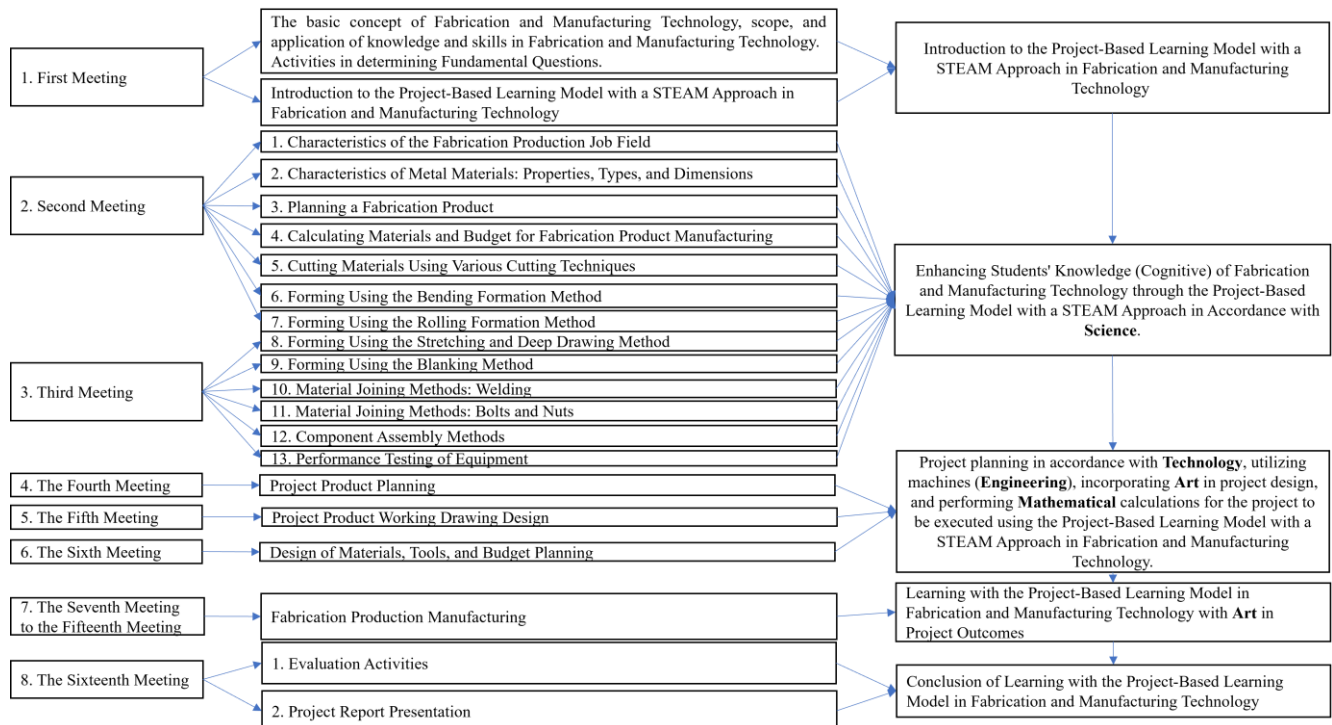 1. First Meeting
The basic concept of Fabrication and Manufacturing Technology, scope, and
application of knowledge and skills in Fabrication and Manufacturing Technology.
Activities in determining Fundamental Questions.
Introduction to the Project-Based Learning Model with a STEAM Approach in
Fabrication and Manufacturing Technology
Introduction to the Project-Based Learning Model with a
STEAM Approach in Fabrication and Manufacturing
Technology
2. Second Meeting
1. Characteristics of the Fabrication Production Job Field
2. Characteristics of Metal Materials: Properties, Types, and Dimensions
3. Planning a Fabrication Product
4. Calculating Materials and Budget for Fabrication Product Manufacturing
5. Cutting Materials Using Various Cutting Techniques
6. Forming Using the Bending Formation Method
7. Forming Using the Rolling Formation Method
3. Third Meeting
8. Forming Using the Stretching and Deep Drawing Method
9. Forming Using the Blanking Method
10. Material Joining Methods: Welding
11. Material Joining Methods: Bolts and Nuts
12. Component Assembly Methods
13. Performance Testing of Equipment
Enhancing Students' Knowledge (Cognitive) of Fabrication
and Manufacturing Technology through the Project-Based
Learning Model with a STEAM Approach in Accordance with
Science.
4. The Fourth Meeting
Project Product Planning
5. The Fifth Meeting
Project Product Working Drawing Design
6. The Sixth Meeting
Design of Materials, Tools, and Budget Planning
Project planning in accordance with Technology, utilizing
machines (Engineering), incorporating Art in project design,
and performing Mathematical calculations for the project to
be executed using the Project-Based Learning Model with a
STEAM Approach in Fabrication and Manufacturing
Technology.
7. The Seventh Meeting
to the Fifteenth Meeting
Fabrication Production Manufacturing
Learning with the Project-Based Learning Model in
Fabrication and Manufacturing Technology with Art in
Project Outcomes
8. The Sixteenth Meeting
1. Evaluation Activities
2. Project Report Presentation
Conclusion of Learning with the Project-Based Learning
Model in Fabrication and Manufacturing Technology